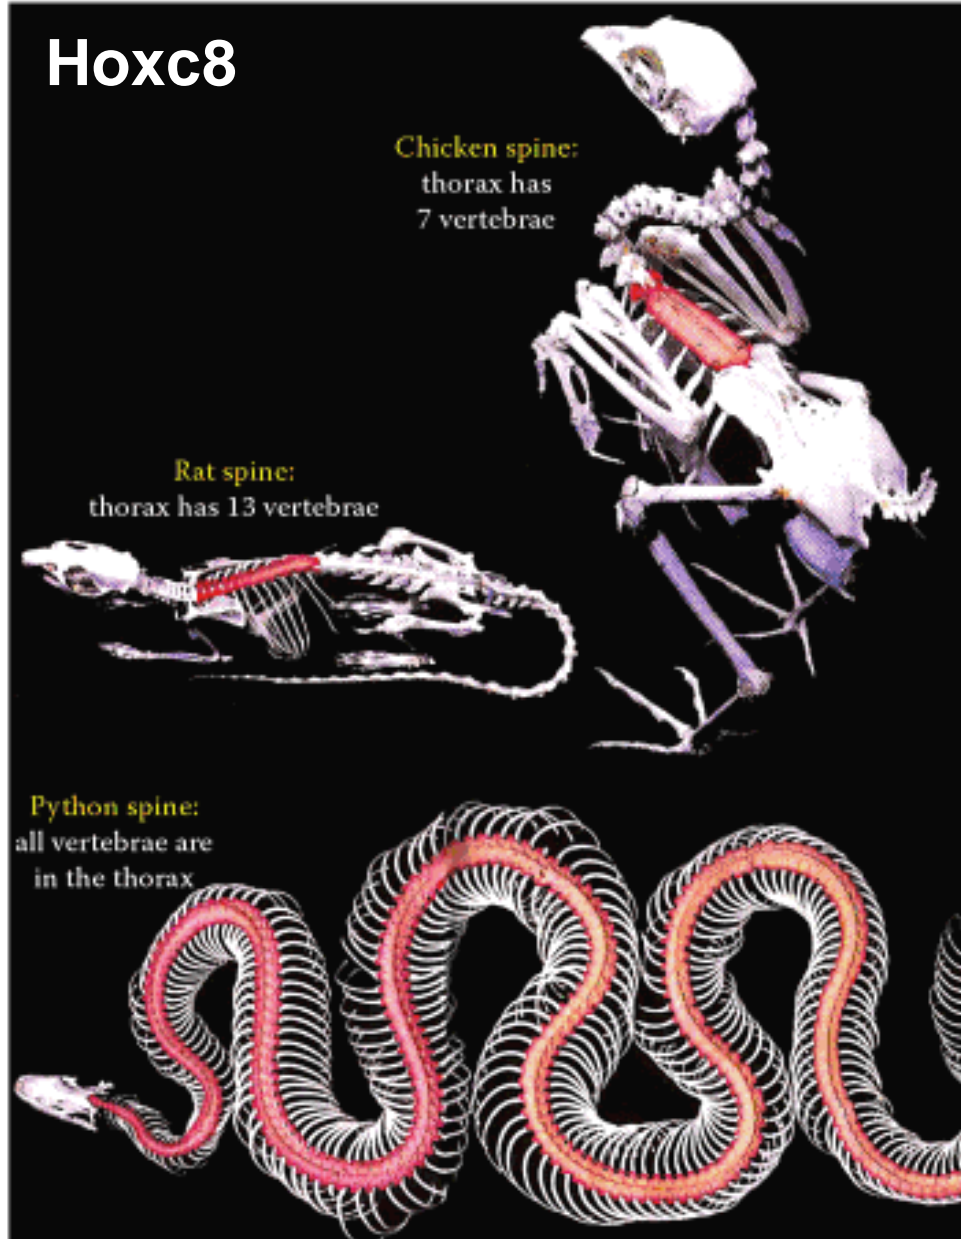 Hoxc8
Chicken spine:
thorax has
7 vertebrae
Rat spine:
thorax has 13 vertebrae
Python spine:
all vertebrae are
in the thorax